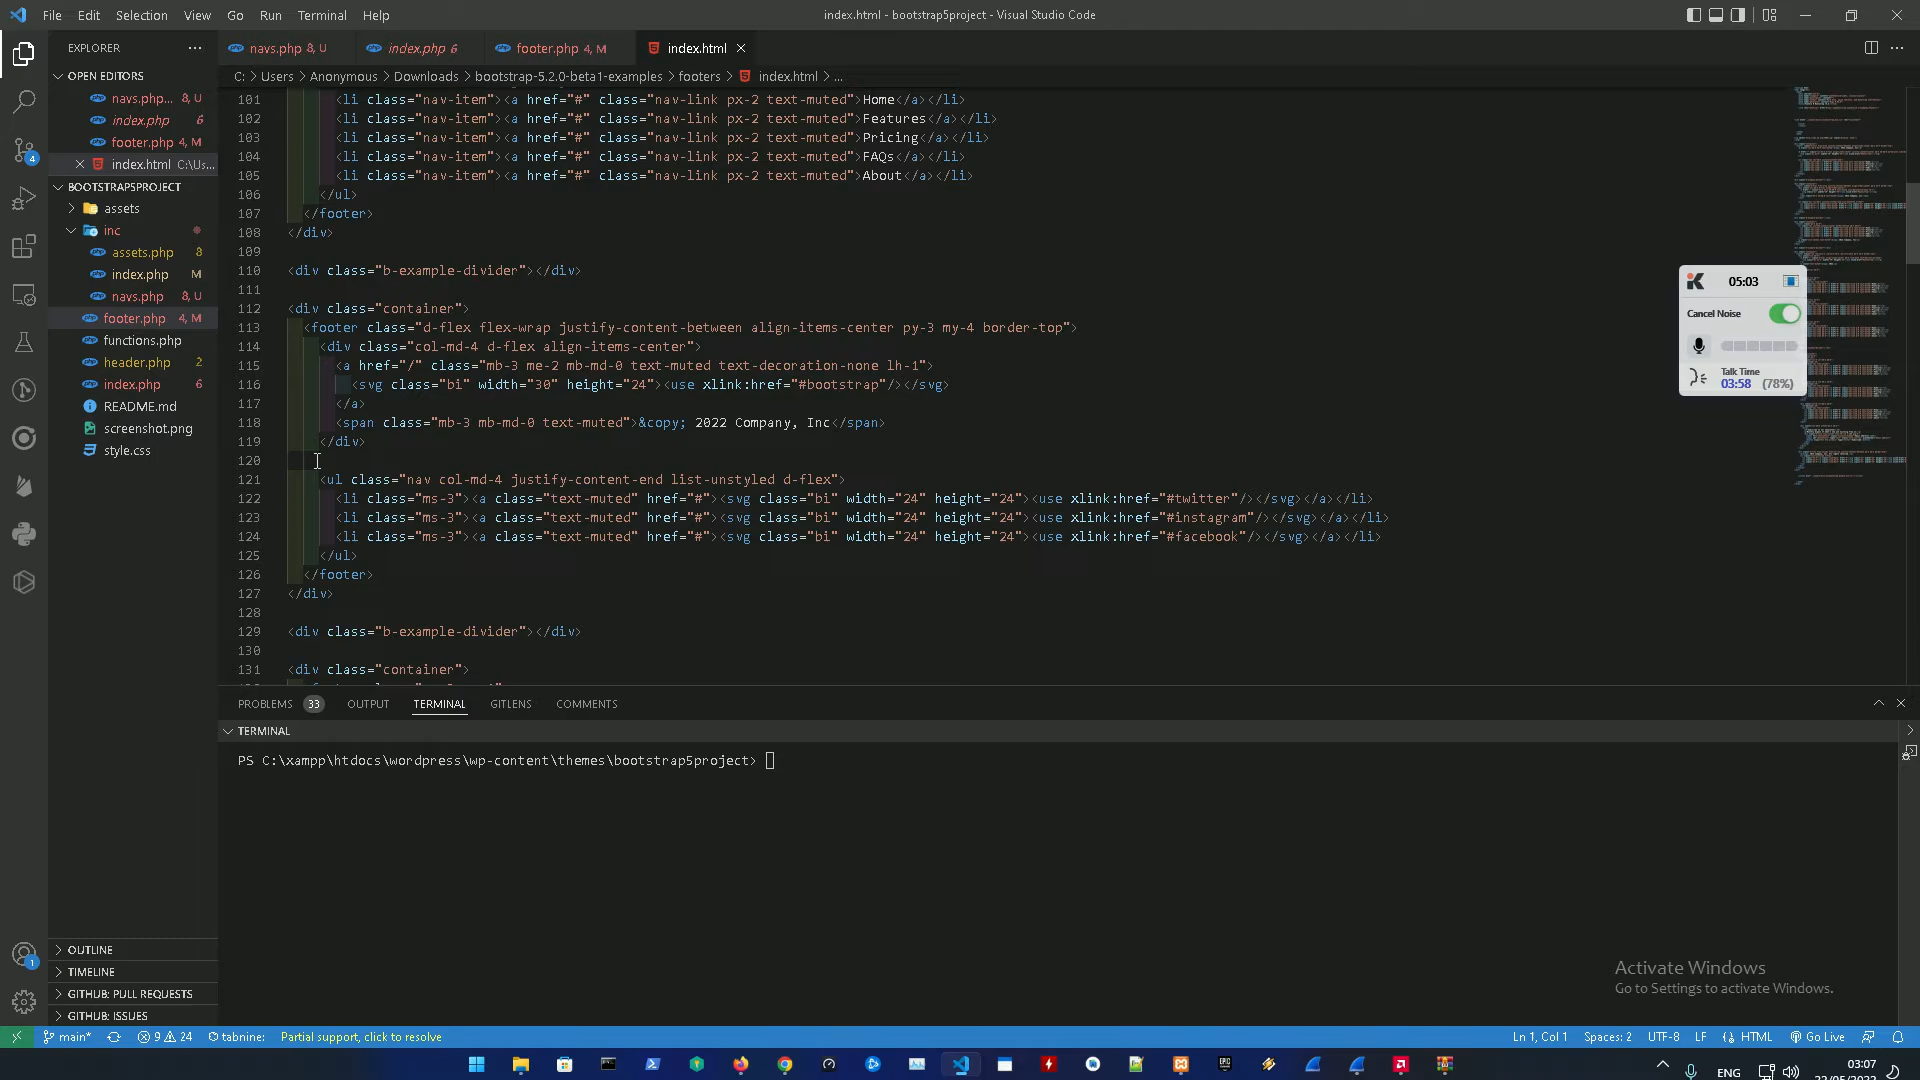 File Edit Selection View Go Run Terminal Help
index.html - bootstrap5project - Visual Studio Code
EXPLORER
navs.php 8, U
index.php 6
footer.php 4, M
index.html
OPEN EDITORS
C: > Users > Anonymous > Downloads > bootstrap-5.2.0-beta1-examples > footers > index.html > ...
navs.php... 8, U
index.php 6
footer.php 4, M
index.html C:\Us...
BOOTSTRAP5PROJECT
assets
inc
assets.php 8
index.php M
navs.php 8, U
footer.php 4, M
functions.php
header.php 2
index.php 6
README.md
screenshot.png
style.css
OUTLINE
TIMELINE
GITHUB: PULL REQUESTS
GITHUB: ISSUES
101 <li class="nav-item"><a href="#" class="nav-link px-2 text-muted">Home</a></li>
102 <li class="nav-item"><a href="#" class="nav-link px-2 text-muted">Features</a></li>
103 <li class="nav-item"><a href="#" class="nav-link px-2 text-muted">Pricing</a></li>
104 <li class="nav-item"><a href="#" class="nav-link px-2 text-muted">FAQs</a></li>
105 <li class="nav-item"><a href="#" class="nav-link px-2 text-muted">About</a></li>
106 </ul>
107 </footer>
108 </div>
109
110 <div class="b-example-divider"></div>
111
112 <div class="container">
113 <footer class="d-flex flex-wrap justify-content-between align-items-center py-3 my-4 border-top">
114 <div class="col-md-4 d-flex align-items-center">
115 <a href="/" class="mb-3 me-2 mb-md-0 text-muted text-decoration-none lh-1">
116 <svg class="bi" width="30" height="24"><use xlink:href="#bootstrap"/></svg>
117 </a>
118 <span class="mb-3 mb-md-0 text-muted">&copy; 2022 Company, Inc</span>
119 </div>
120
121 <ul class="nav col-md-4 justify-content-end list-unstyled d-flex">
122 <li class="ms-3"><a class="text-muted" href="#"><svg class="bi" width="24" height="24"><use xlink:href="#twitter"/></svg></a></li>
123 <li class="ms-3"><a class="text-muted" href="#"><svg class="bi" width="24" height="24"><use xlink:href="#instagram"/></svg></a></li>
124 <li class="ms-3"><a class="text-muted" href="#"><svg class="bi" width="24" height="24"><use xlink:href="#facebook"/></svg></a></li>
125 </ul>
126 </footer>
127 </div>
128
129 <div class="b-example-divider"></div>
130
131 <div class="container">
05:03
Cancel Noise
Talk Time
03:58 (78%)
PROBLEMS 33 OUTPUT TERMINAL GITLENS COMMENTS
TERMINAL
PS C:\xampp\htdocs\wordpress\wp-content\themes\bootstrap5project>
Activate Windows
Go to Settings to activate Windows.
main* 9 24 tabnine: Partial support, click to resolve
Ln 1, Col 1 Spaces: 2 UTF-8 LF HTML Go Live
ENG
03:07